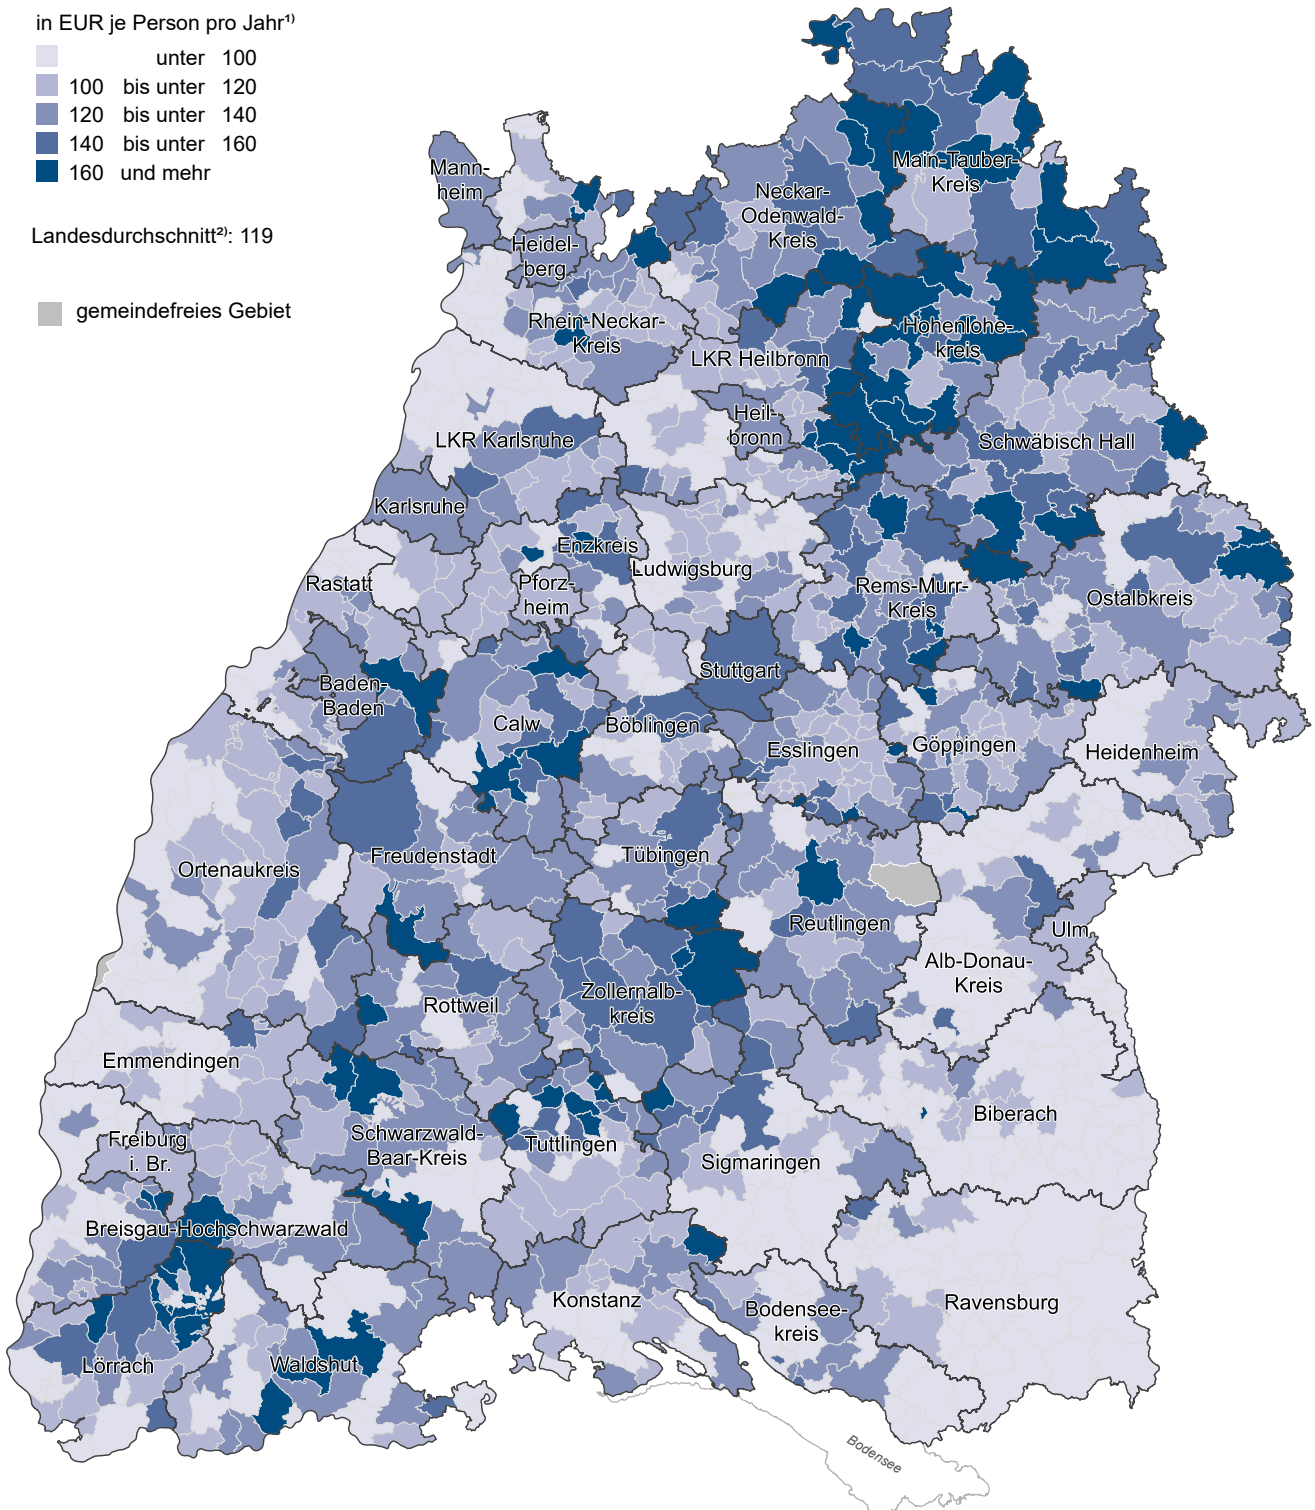 in EUR je Person pro Jahr¹⁾
unter 100
100 bis unter 120
120 bis unter 140
140 bis unter 160
160 und mehr
Landesdurchschnitt²⁾: 119
gemeindefreies Gebiet
Mann-
heim
Main-Tauber-
Kreis
Neckar-
Odenwald-
Kreis
Heidel-
berg
Rhein-Neckar-
Kreis
Hohenlohe-
kreis
LKR Heilbronn
Heil-
bronn
LKR Karlsruhe
Schwäbisch Hall
Karlsruhe
Enzkreis
Ludwigsburg
Rastatt
Pforz-
heim
Rems-Murr-
Kreis
Ostalbkreis
Stuttgart
Baden-
Baden
Calw
Böblingen
Esslingen
Göppingen
Heidenheim
Ortenaukreis
Freudenstadt
Tübingen
Reutlingen
Ulm
Alb-Donau-
Kreis
Zollernalb-
kreis
Rottweil
Emmendingen
Biberach
Freiburg
i. Br.
Schwarzwald-
Baar-Kreis
Tuttlingen
Sigmaringen
Breisgau-Hochschwarzwald
Konstanz
Bodensee-
kreis
Ravensburg
Lörrach
Waldshut
Bodensee